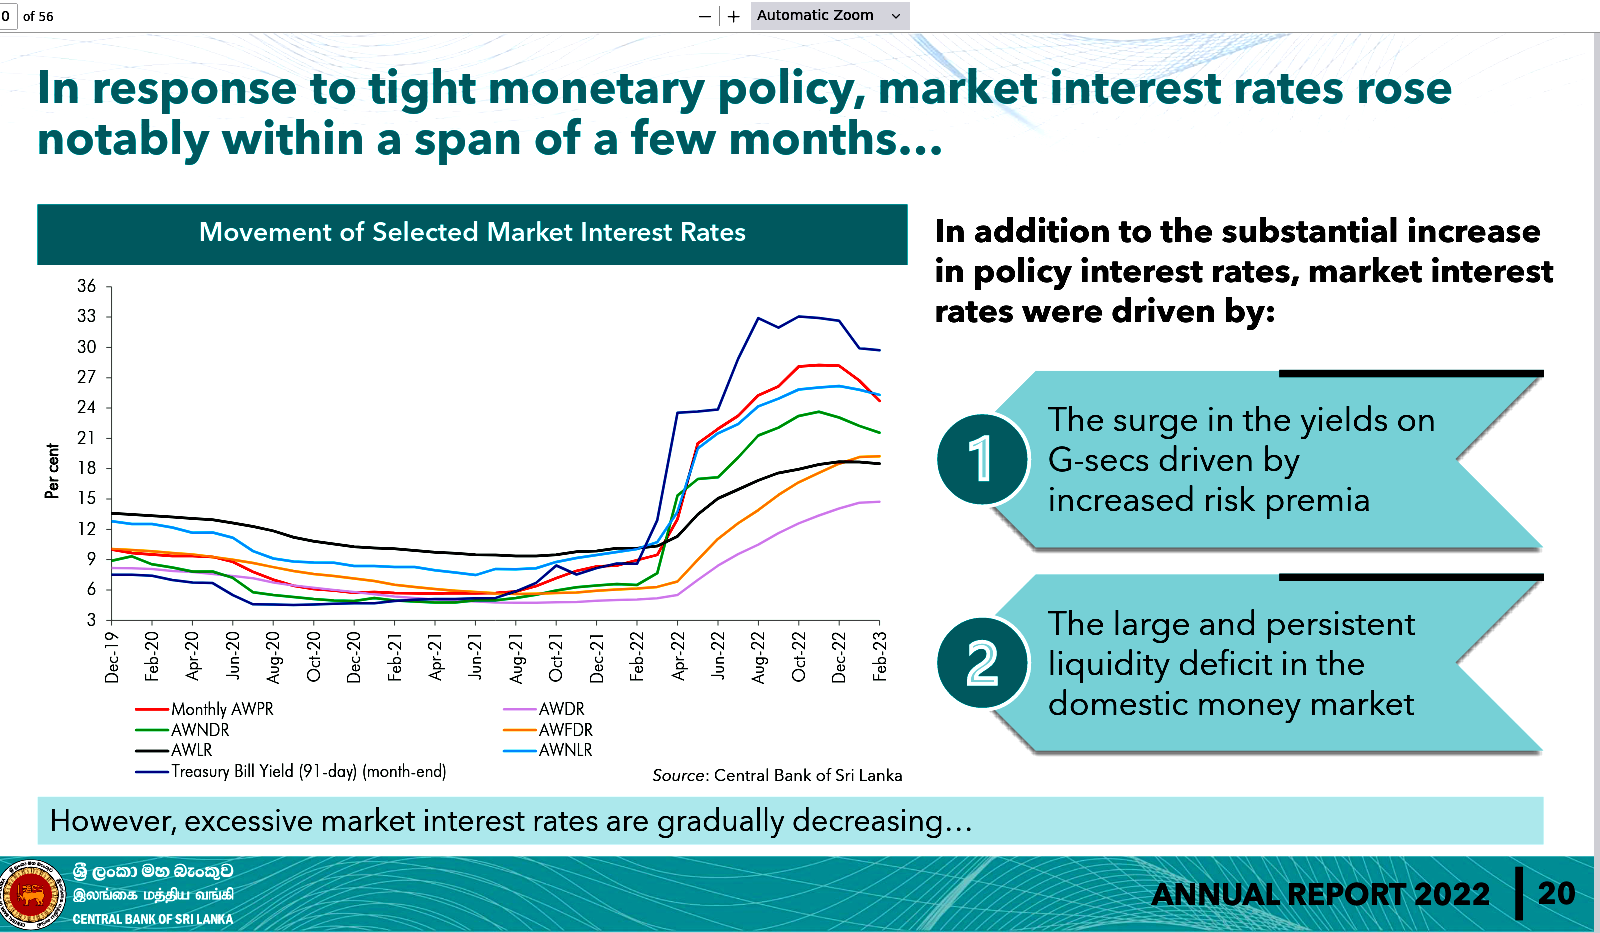 0 of 56
− + Automatic Zoom
In response to tight monetary policy, market interest rates rose
notably within a span of a few months...
Movement of Selected Market Interest Rates
Per cent
36
33
30
27
24
21
18
15
12
9
6
3
Dec-19 Feb-20 Apr-20 Jun-20 Aug-20 Oct-20 Dec-20 Feb-21 Apr-21 Jun-21 Aug-21 Oct-21 Dec-21 Feb-22 Apr-22 Jun-22 Aug-22 Oct-22 Dec-22 Feb-23
Monthly AWPR AWDR
AWNDR AWFDR
AWLR AWNLR
Treasury Bill Yield (91-day) (month-end)
Source: Central Bank of Sri Lanka
In addition to the substantial increase
in policy interest rates, market interest
rates were driven by:
1
The surge in the yields on
G-secs driven by
increased risk premia
2
The large and persistent
liquidity deficit in the
domestic money market
However, excessive market interest rates are gradually decreasing...
ශ්‍රී ලංකා මහ බැංකුව
இலங்கை மத்திய வங்கி
CENTRAL BANK OF SRI LANKA
ANNUAL REPORT 2022 20